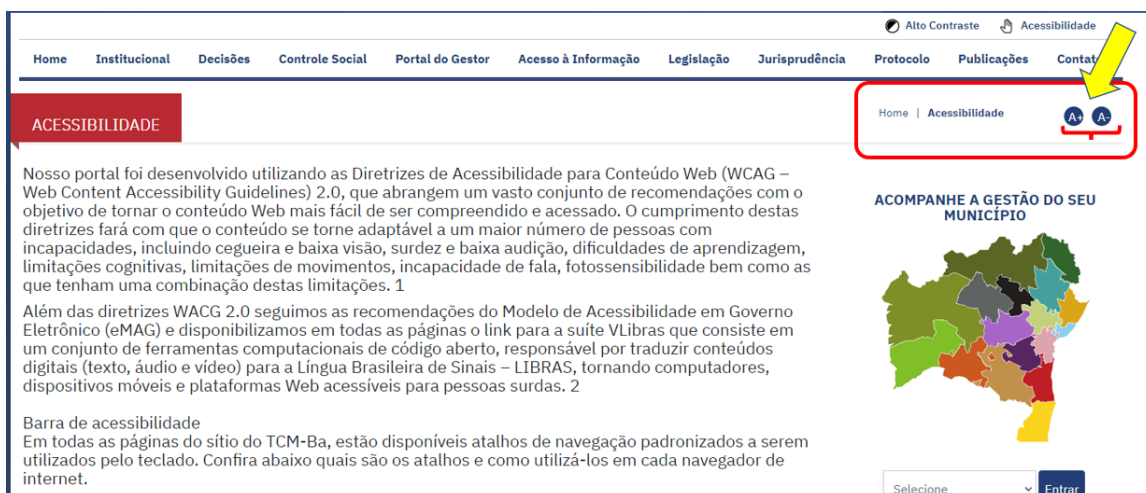 Alto Contraste Acessibilidade
Home Institucional Decisões Controle Social Portal do Gestor Acesso à Informação Legislação Jurisprudência Protocolo Publicações
ACESSIBILIDADE
Home | Acessibilidade A+ A-
Nosso portal foi desenvolvido utilizando as Diretrizes de Acessibilidade para Conteúdo Web (WCAG –
Web Content Accessibility Guidelines) 2.0, que abrangem um vasto conjunto de recomendações com o
objetivo de tornar o conteúdo Web mais fácil de ser compreendido e acessado. O cumprimento destas
diretrizes fará com que o conteúdo se torne adaptável a um maior número de pessoas com
incapacidades, incluindo cegueira e baixa visão, surdez e baixa audição, dificuldades de aprendizagem,
limitações cognitivas, limitações de movimentos, incapacidade de fala, fotossensibilidade bem como as
que tenham uma combinação destas limitações. 1
Além das diretrizes WACG 2.0 seguimos as recomendações do Modelo de Acessibilidade em Governo
Eletrônico (eMAG) e disponibilizamos em todas as páginas o link para a suíte VLibras que consiste em
um conjunto de ferramentas computacionais de código aberto, responsável por traduzir conteúdos
digitais (texto, áudio e vídeo) para a Língua Brasileira de Sinais – LIBRAS, tornando computadores,
dispositivos móveis e plataformas Web acessíveis para pessoas surdas. 2
Barra de acessibilidade
Em todas as páginas do sítio do TCM-Ba, estão disponíveis atalhos de navegação padronizados a serem
utilizados pelo teclado. Confira abaixo quais são os atalhos e como utilizá-los em cada navegador de
internet.
ACOMPANHE A GESTÃO DO SEU
MUNICÍPIO
Selecione Entrar